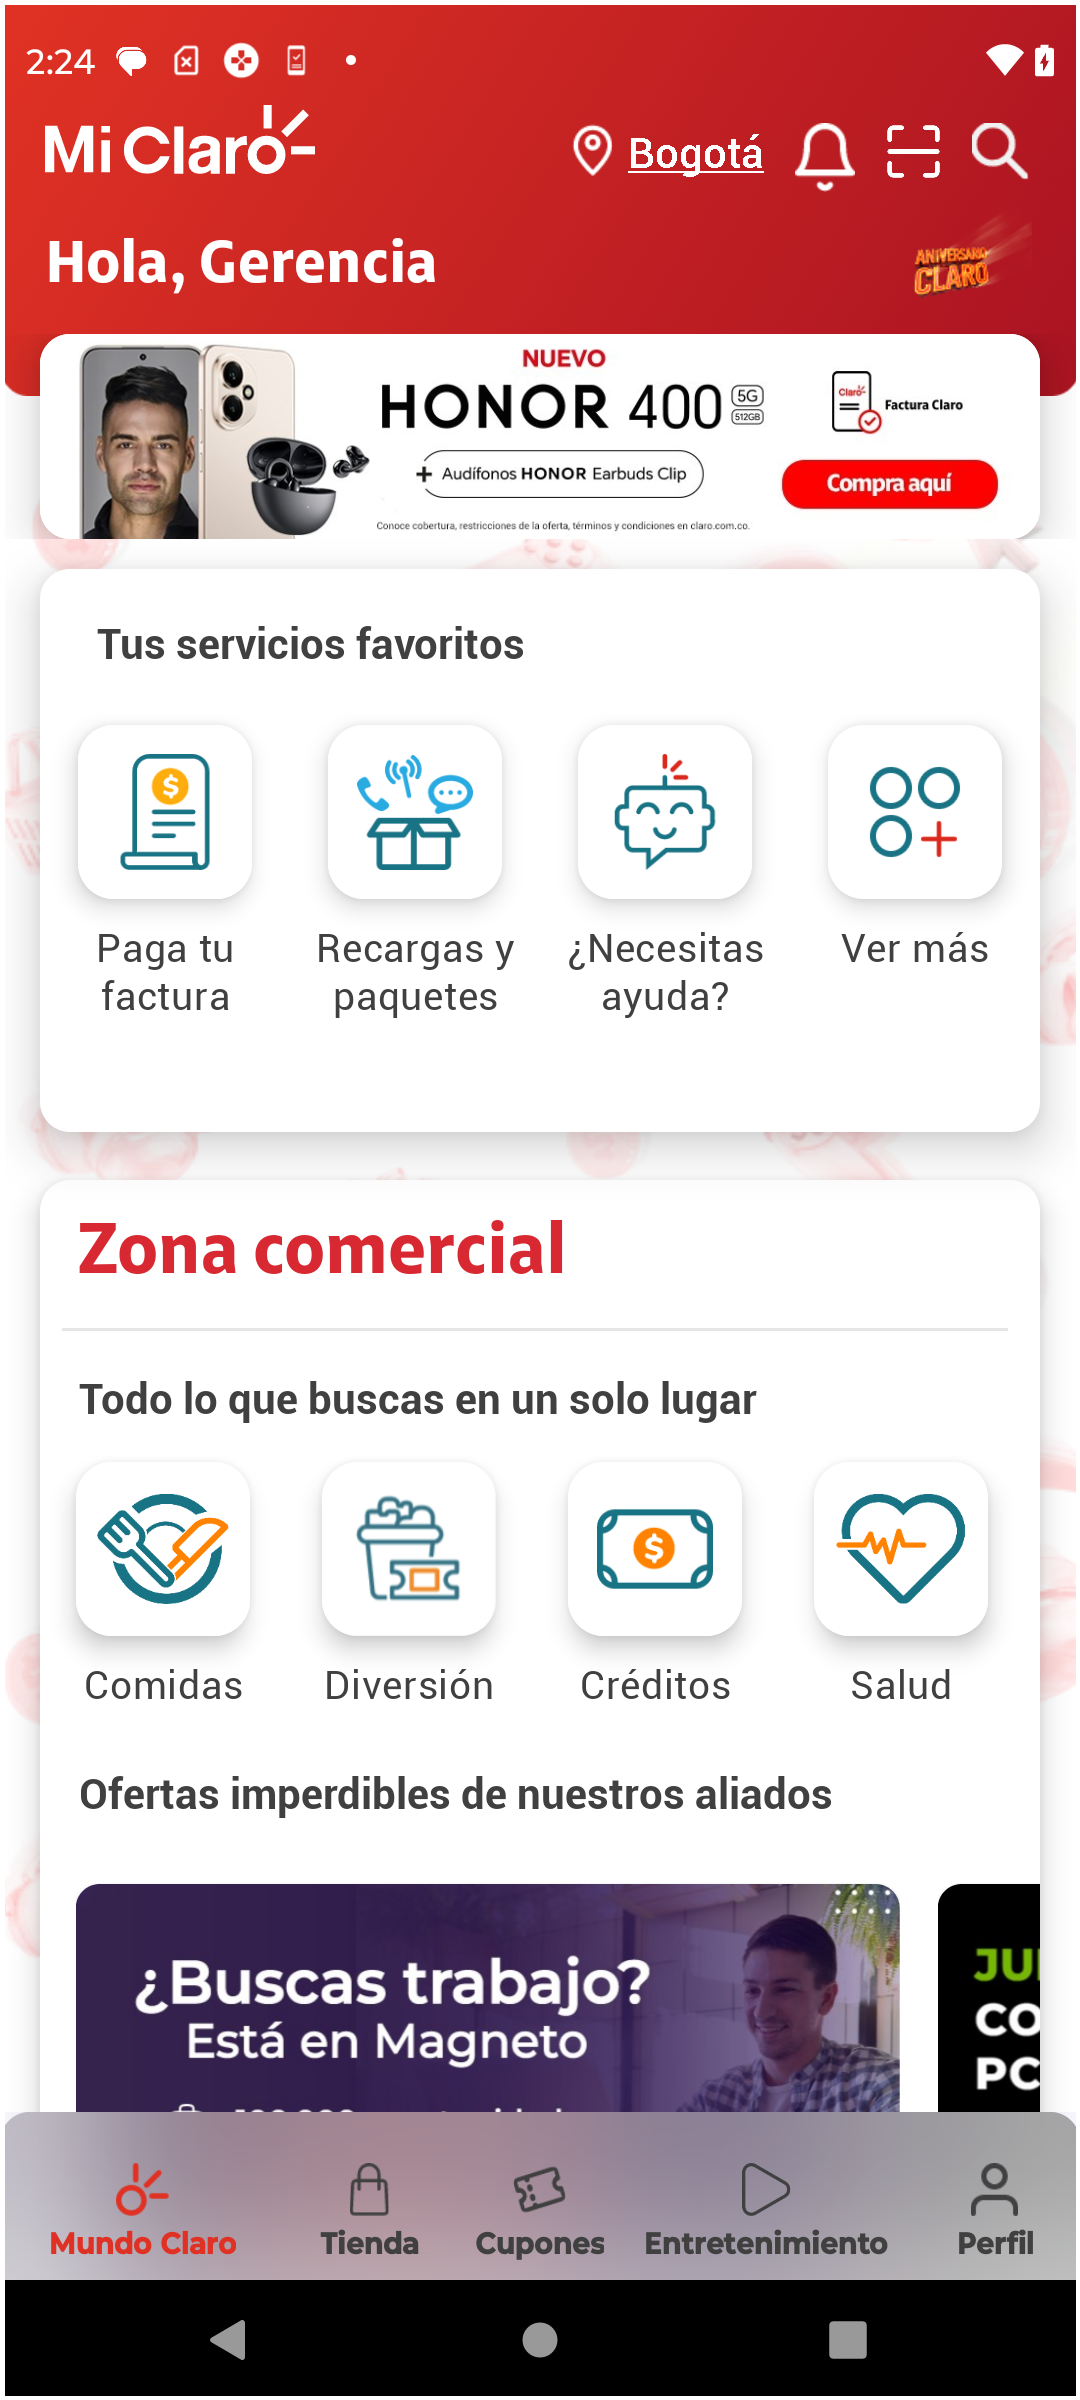 2:24
Mi Claro
Bogotá
Hola, Gerencia
ANIVERSARIO
CLARO
NUEVO
HONOR 400 5G
512GB
+ Audífonos HONOR Earbuds Clip
Conoce cobertura, restricciones de la oferta, términos y condiciones en claro.com.co.
Claro
Factura Claro
Compra aquí
Tus servicios favoritos
Paga tu
factura
Recargas y
paquetes
¿Necesitas
ayuda?
Ver más
Zona comercial
Todo lo que buscas en un solo lugar
Comidas
Diversión
Créditos
Salud
Ofertas imperdibles de nuestros aliados
¿Buscas trabajo?
Está en Magneto
CO
PC
Mundo Claro
Tienda
Cupones
Entretenimiento
Perfil